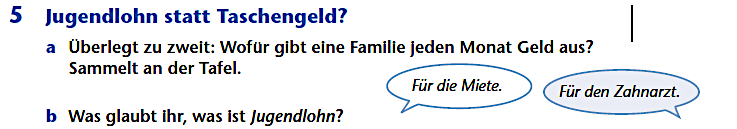 5 Jugendlohn statt Taschengeld?
a Überlegt zu zweit: Wofür gibt eine Familie jeden Monat Geld aus?
Sammelt an der Tafel.
Für die Miete.
Für den Zahnarzt.
b Was glaubt ihr, was ist Jugendlohn?